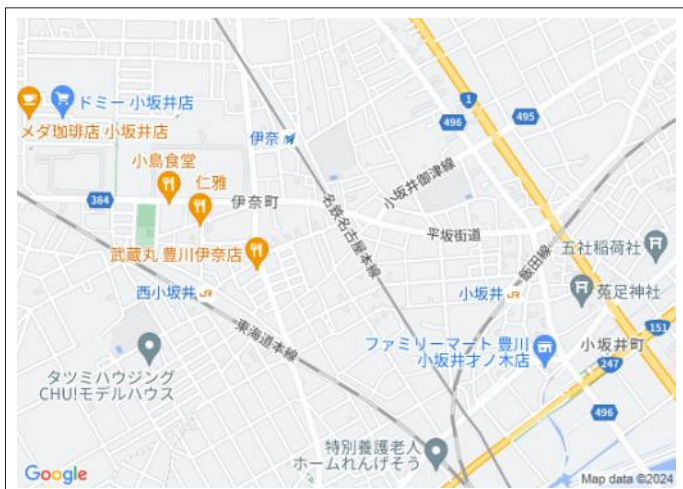 1
496
495
ドミー 小坂井店
メダ珈琲店 小坂井店
伊奈
小島食堂
仁雅
384
伊奈町
小坂井御津線
名鉄名古屋本線
平坂街道
飯田線
五社稲荷社
武蔵丸 豊川伊奈店
西小坂井 JR
小坂井 JR
菟足神社
東海道本線
ファミリーマート 豊川
小坂井才ノ木店
小坂井町
151
247
タツミハウジング
CHU!モデルハウス
496
特別養護老人
ホームれんげそう
Google
Map data ©2024